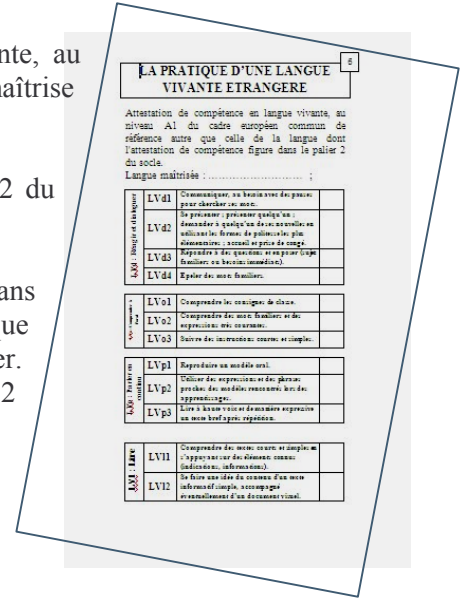 nte, au
maîtrise
2 du
ans
que
er.
2
6
LA PRATIQUE D'UNE LANGUE
VIVANTE ETRANGERE
Attestation de compétence en langue vivante, au
niveau A1 du cadre européen commun de
référence autre que celle de la langue dont
l'attestation de compétence figure dans le palier 2
du socle.
Langue maîtrisée : ........................... ;
LVd : Réagir et dialoguer
LVd1 Communiquer, au besoin avec des pauses
pour chercher ses mots.
LVd2 Se présenter ; présenter quelqu'un ;
demander à quelqu'un de ses nouvelles en
utilisant les formes de politesse les plus
élémentaires ; accueil et prise de congé.
LVd3 Répondre à des questions et en poser (sujets
familiers ou besoins immédiats).
LVd4 Epeler des mots familiers.
LVo1 Comprendre les consignes de classe.
LVo2 Comprendre des mots familiers et des
expressions très courantes.
LVo3 Suivre des instructions courtes et simples.
LVp : Parler en
continu
LVp1 Reproduire un modèle oral.
LVp2 Utiliser des expressions et des phrases
proches des modèles rencontrés lors des
apprentissages.
LVp3 Lire à haute voix et de manière expressive
un texte bref après répétition.
LVl : Lire
LVl1 Comprendre des textes courts et simples en
s'appuyant sur des éléments connus
(indications, informations).
LVl2 Se faire une idée du contenu d'un texte
informatif simple, accompagné
éventuellement d'un document visuel.